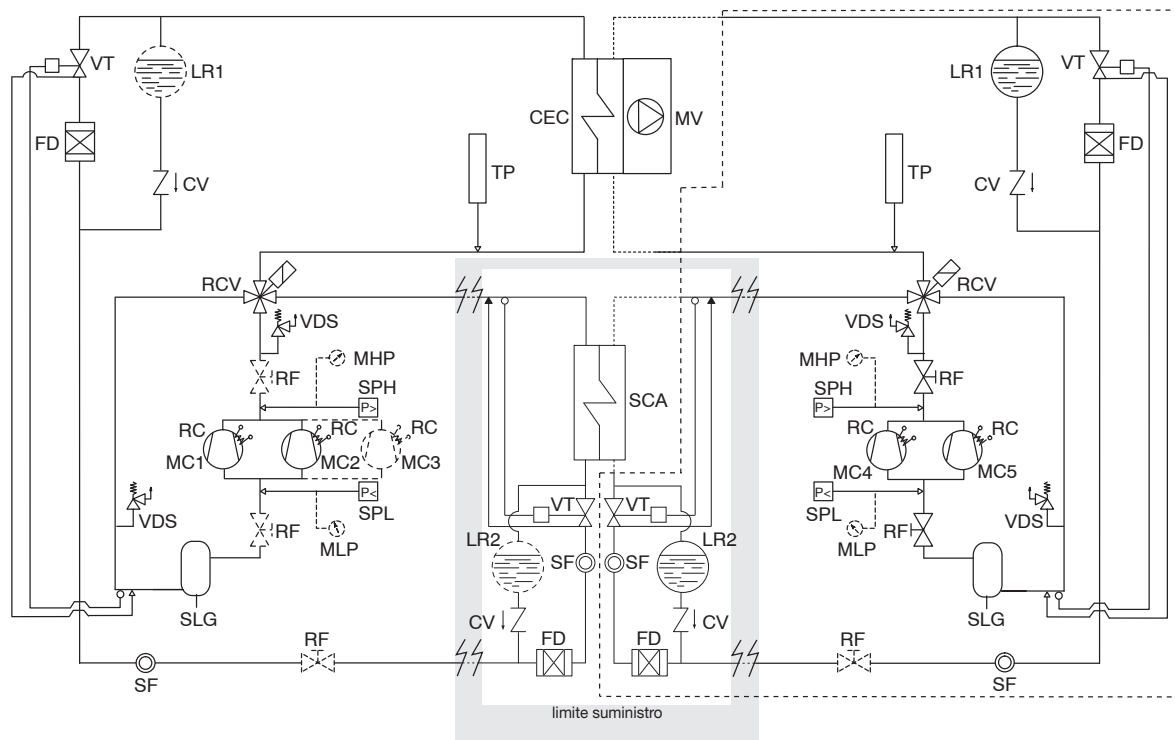 VT
LR1
LR1
VT
CEC
MV
FD
FD
TP
TP
CV
CV
RCV
RCV
VDS
VDS
MHP
MHP
RF
RF
SPH
SPH
SCA
RC
RC
RC
RC
RC
MC1
MC2
MC3
MC4
MC5
P>
P>
P<
P<
SPL
SPL
VDS
VDS
VT
VT
RF
RF
MLP
MLP
LR2
LR2
SF
SF
SLG
SLG
CV
CV
RF
RF
FD
FD
SF
SF
limite suministro